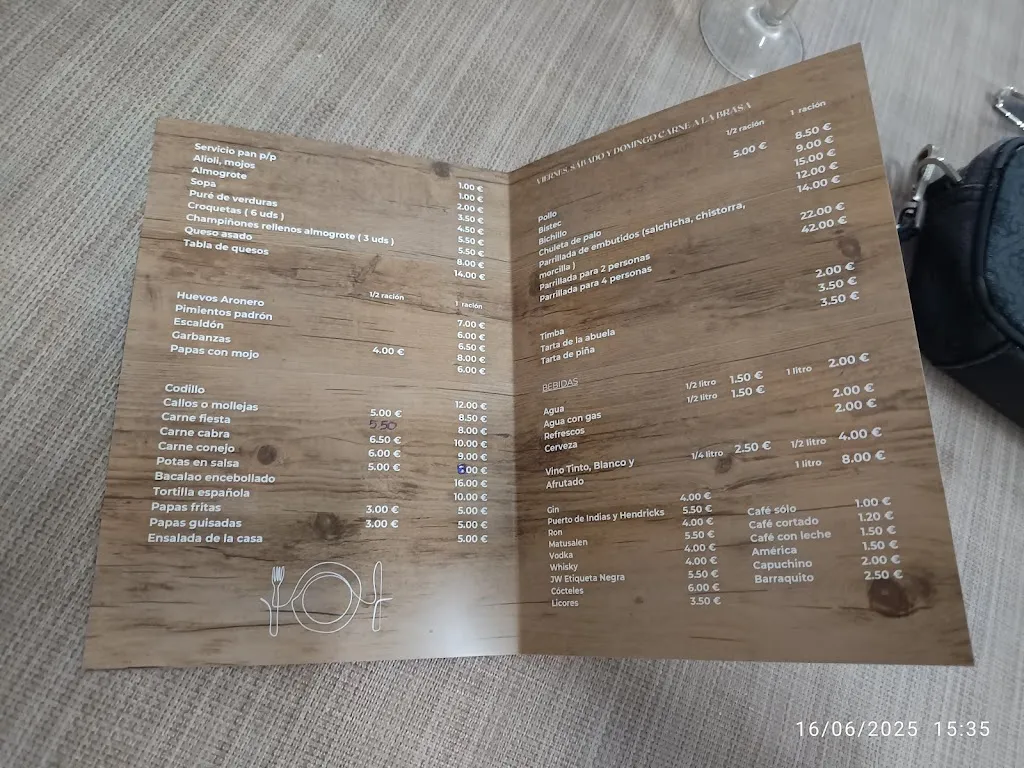 Servicio pan p/p 1.00 €
Alioli, mojos 1.00 €
Almogrote 2.00 €
Sopa 3.50 €
Puré de verduras 4.50 €
Croquetas ( 6 uds ) 5.50 €
Champiñones rellenos almogrote ( 3 uds ) 5.50 €
Queso asado 8.00 €
Tabla de quesos 14.00 €
1/2 ración 1 ración
Huevos Aronero 7.00 €
Pimientos padrón 6.00 €
Escaldón 6.50 €
Garbanzas 4.00 € 8.00 €
Papas con mojo 6.00 €
Codillo 12.00 €
Callos o mollejas 5.00 € 8.50 €
Carne fiesta 5 50 8.00 €
Carne cabra 6.50 € 10.00 €
Carne conejo 6.00 € 9.00 €
Potas en salsa 5.00 € .00 €
Bacalao encebollado 16.00 €
Tortilla española 10.00 €
Papas fritas 3.00 € 5.00 €
Papas guisadas 3.00 € 5.00 €
Ensalada de la casa 5.00 €
VIERNES, SÁBADO Y DOMINGO CARNE A LA BRASA
1/2 ración 1 ración
Pollo 5.00 € 8.50 €
Bistec 9.00 €
Bichillo 15.00 €
Chuleta de palo 12.00 €
Parrillada de embutidos (salchicha, chistorra, 14.00 €
morcilla )
Parrillada para 2 personas 22.00 €
Parrillada para 4 personas 42.00 €
Timba 2.00 €
Tarta de la abuela 3.50 €
Tarta de piña 3.50 €
BEBIDAS
Agua 1/2 litro 1.50 € 1 litro 2.00 €
Agua con gas 1/2 litro 1.50 €
Refrescos 2.00 €
Cerveza 2.00 €
Vino Tinto, Blanco y 1/4 litro 2.50 € 1/2 litro 4.00 €
Afrutado 1 litro 8.00 €
Gin 4.00 €
Puerto de Indias y Hendricks 5.50 €
Ron 4.00 €
Matusalen 5.50 €
Vodka 4.00 €
Whisky 4.00 €
JW Etiqueta Negra 5.50 €
Cócteles 6.00 €
Licores 3.50 €
Café sólo 1.00 €
Café cortado 1.20 €
Café con leche 1.50 €
América 1.50 €
Capuchino 2.00 €
Barraquito 2.50 €
16/06/2025 15:35